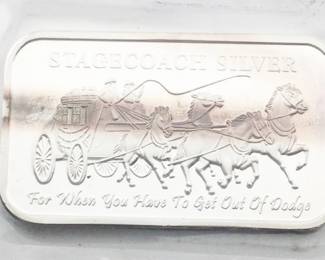 STAGECOACH SILVER
For When You Have To Get Out Of Dodge